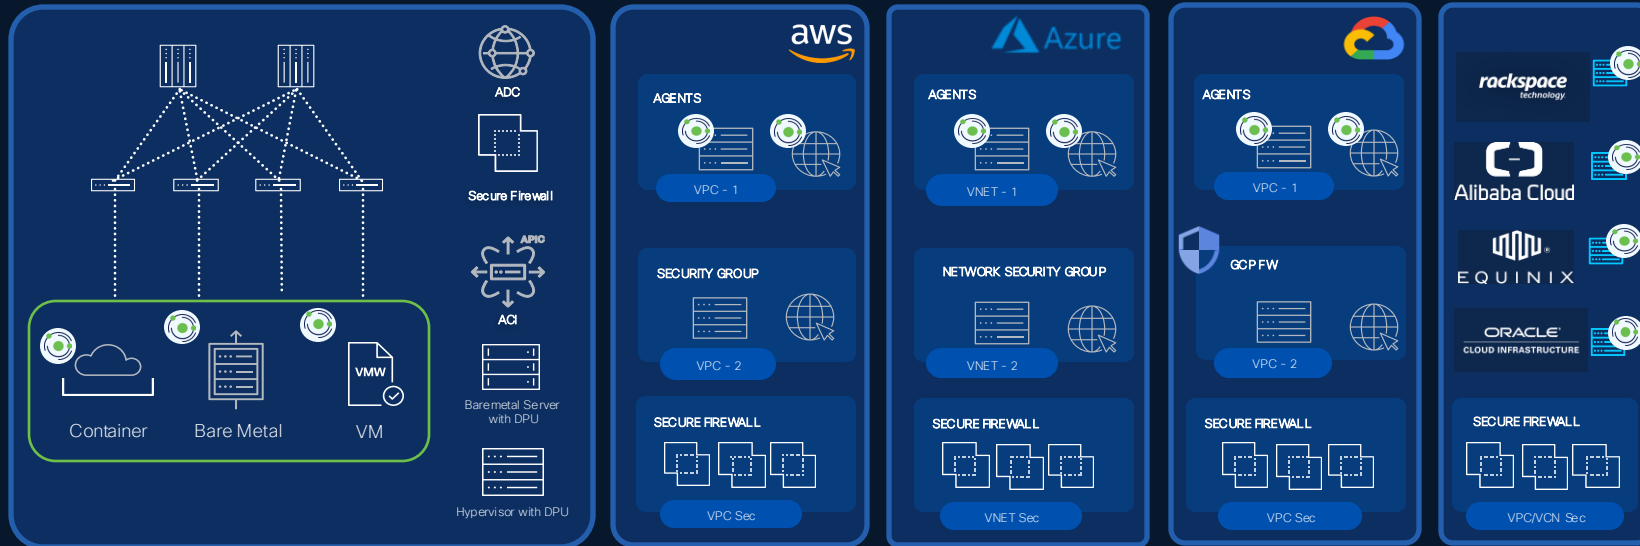 ADC
Secure Firewall
APIC
ACI
Baremetal Server
with DPU
Hypervisor with DPU
VMW
Container
Bare Metal
VM
aws
AGENTS
VPC - 1
SECURITY GROUP
VPC - 2
SECURE FIREWALL
VPC Sec
Azure
AGENTS
VNET - 1
NETWORK SECURITY GROUP
VNET - 2
SECURE FIREWALL
VNET Sec
AGENTS
VPC - 1
GCP FW
VPC - 2
SECURE FIREWALL
VPC Sec
rackspace
technology.
Alibaba Cloud
EQUINIX
ORACLE
CLOUD INFRASTRUCTURE
SECURE FIREWALL
VPC/VCN Sec